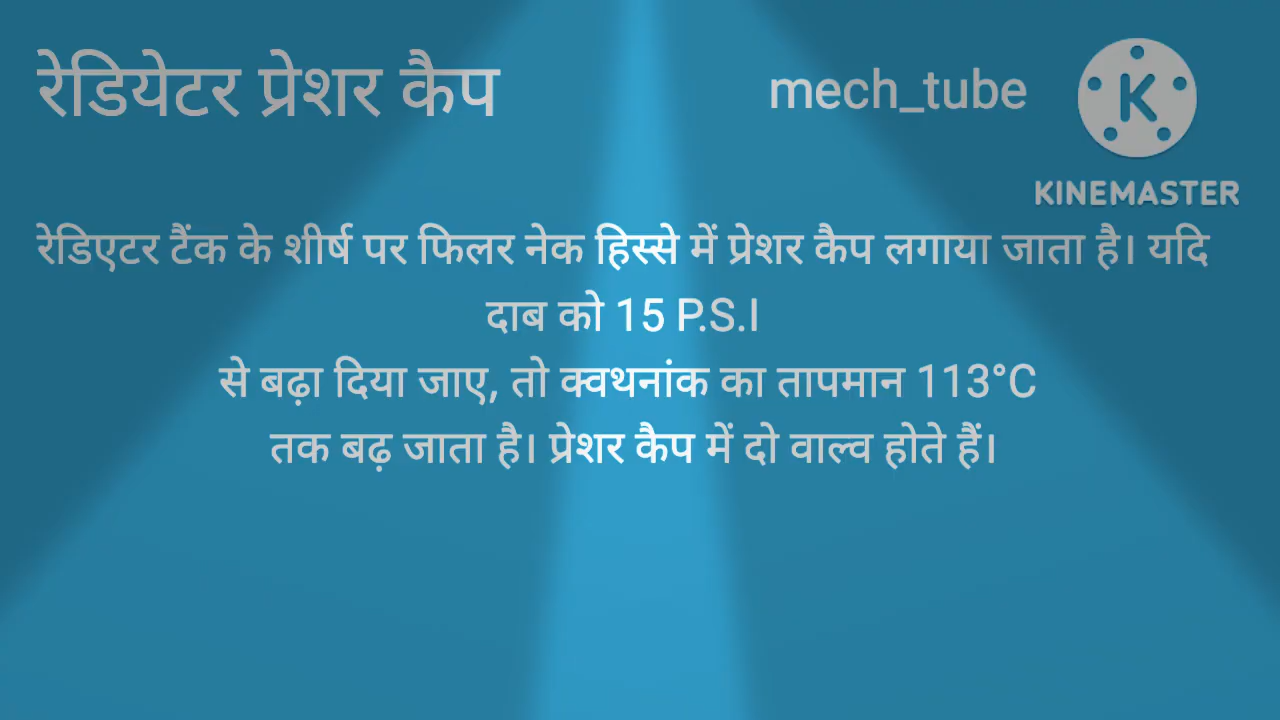 रेडियेटर प्रेशर कैप
mech_tube
K
KINEMASTER
रेडिएटर टैंक के शीर्ष पर फिलर नेक हिस्से में प्रेशर कैप लगाया जाता है। यदि
दाब को 15 P.S.I
से बढ़ा दिया जाए, तो क्वथनांक का तापमान 113°C
तक बढ़ जाता है। प्रेशर कैप में दो वाल्व होते हैं।